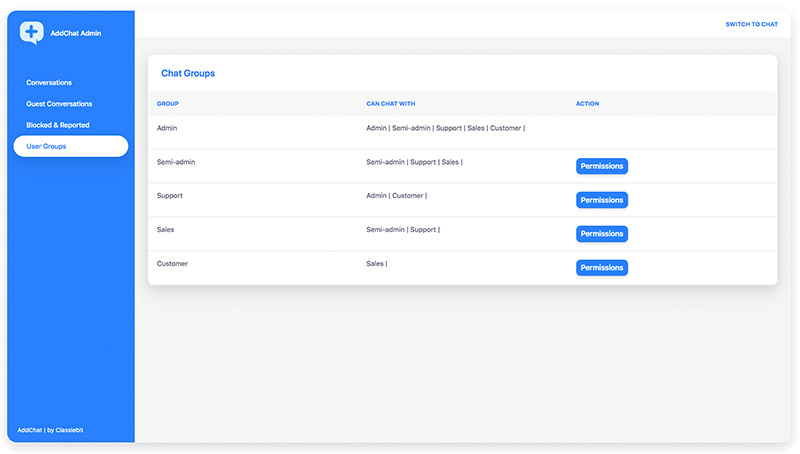 AddChat Admin
SWITCH TO CHAT
Conversations
Guest Conversations
Blocked & Reported
User Groups
Chat Groups
GROUP CAN CHAT WITH ACTION
Admin Admin | Semi-admin | Support | Sales | Customer |
Semi-admin Semi-admin | Support | Sales | Permissions
Support Admin | Customer | Permissions
Sales Semi-admin | Support | Permissions
Customer Sales | Permissions
AddChat | by Classiebit